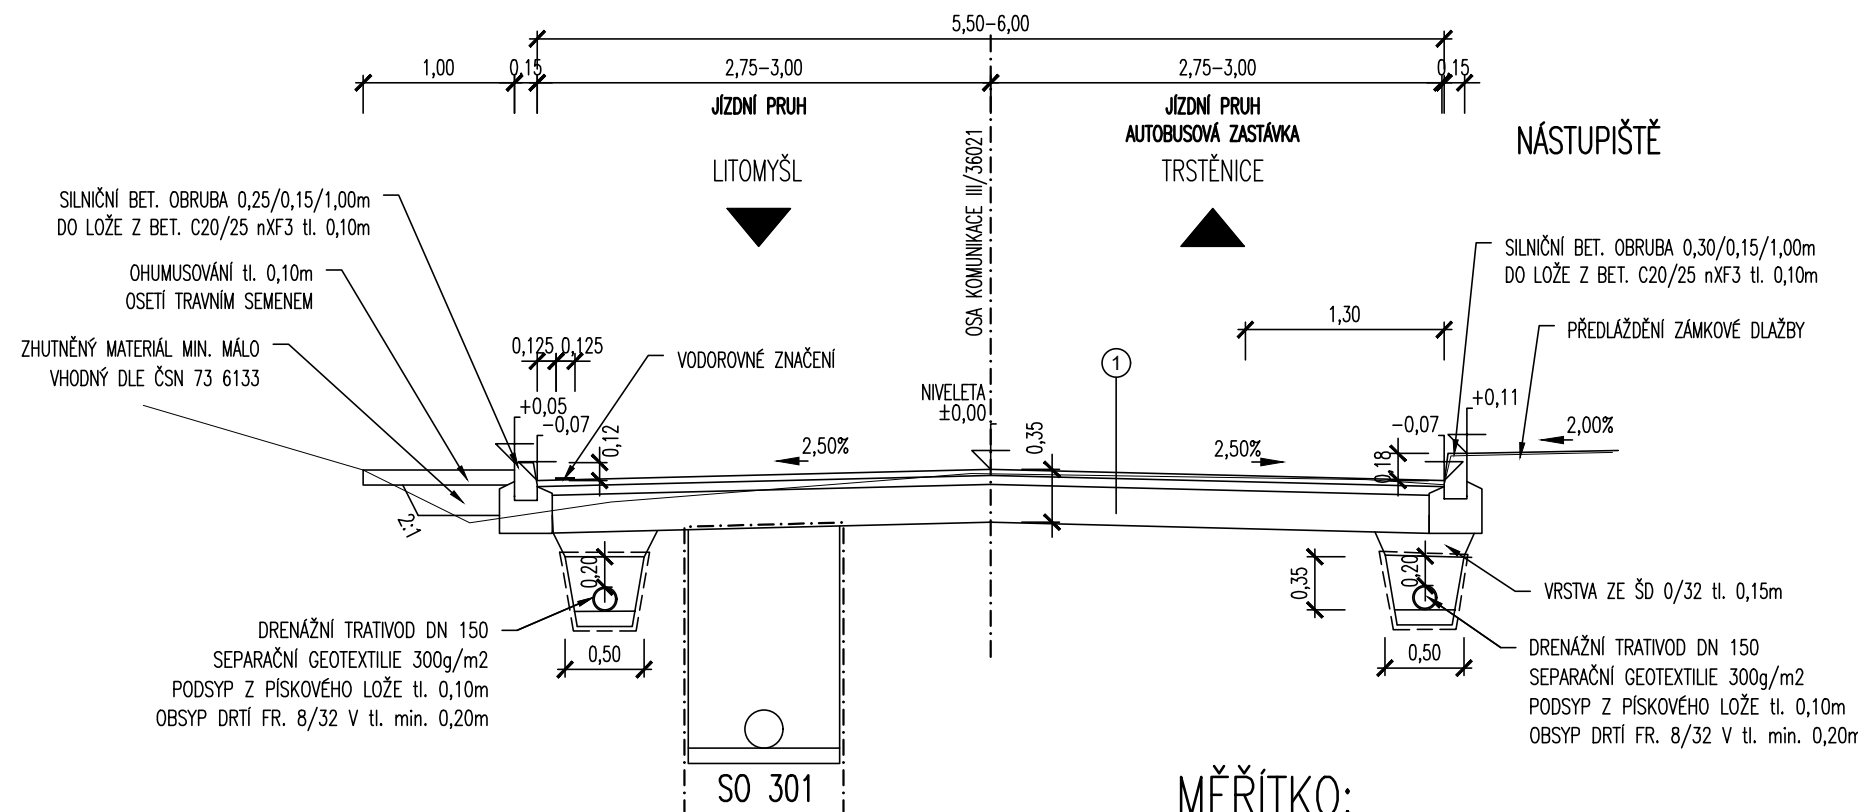 5,50-6,00
1,00
0,15
2,75-3,00
2,75-3,00
0,15
JÍZDNÍ PRUH
JÍZDNÍ PRUH
AUTOBUSOVÁ ZASTÁVKA
NÁSTUPIŠTĚ
LITOMYŠL
TRSTĚNICE
OSA KOMUNIKACE III/36021
SILNIČNÍ BET. OBRUBA 0,25/0,15/1,00m
DO LOŽE Z BET. C20/25 nXF3 tl. 0,10m
OHUMUSOVÁNÍ tl. 0,10m
OSETÍ TRAVNÍM SEMENEM
ZHUTNĚNÝ MATERIÁL MIN. MÁLO
VHODNÝ DLE ČSN 73 6133
SILNIČNÍ BET. OBRUBA 0,30/0,15/1,00m
DO LOŽE Z BET. C20/25 nXF3 tl. 0,10m
1,30
PŘEDLÁŽDĚNÍ ZÁMKOVÉ DLAŽBY
0,125
0,125
VODOROVNÉ ZNAČENÍ
1
NIVELETA
±0,00
+0,05
-0,07
0,12
2,50%
0,35
2,50%
-0,07
+0,11
0,18
2,00%
2:1
0,20
0,35
0,20
VRSTVA ZE ŠD 0/32 tl. 0,15m
0,50
0,50
DRENÁŽNÍ TRATIVOD DN 150
SEPARAČNÍ GEOTEXTILIE 300g/m2
PODSYP Z PÍSKOVÉHO LOŽE tl. 0,10m
OBSYP DRTÍ FR. 8/32 V tl. min. 0,20m
DRENÁŽNÍ TRATIVOD DN 150
SEPARAČNÍ GEOTEXTILIE 300g/m2
PODSYP Z PÍSKOVÉHO LOŽE tl. 0,10m
OBSYP DRTÍ FR. 8/32 V tl. min. 0,20m
SO 301
MĚŘÍTKO: